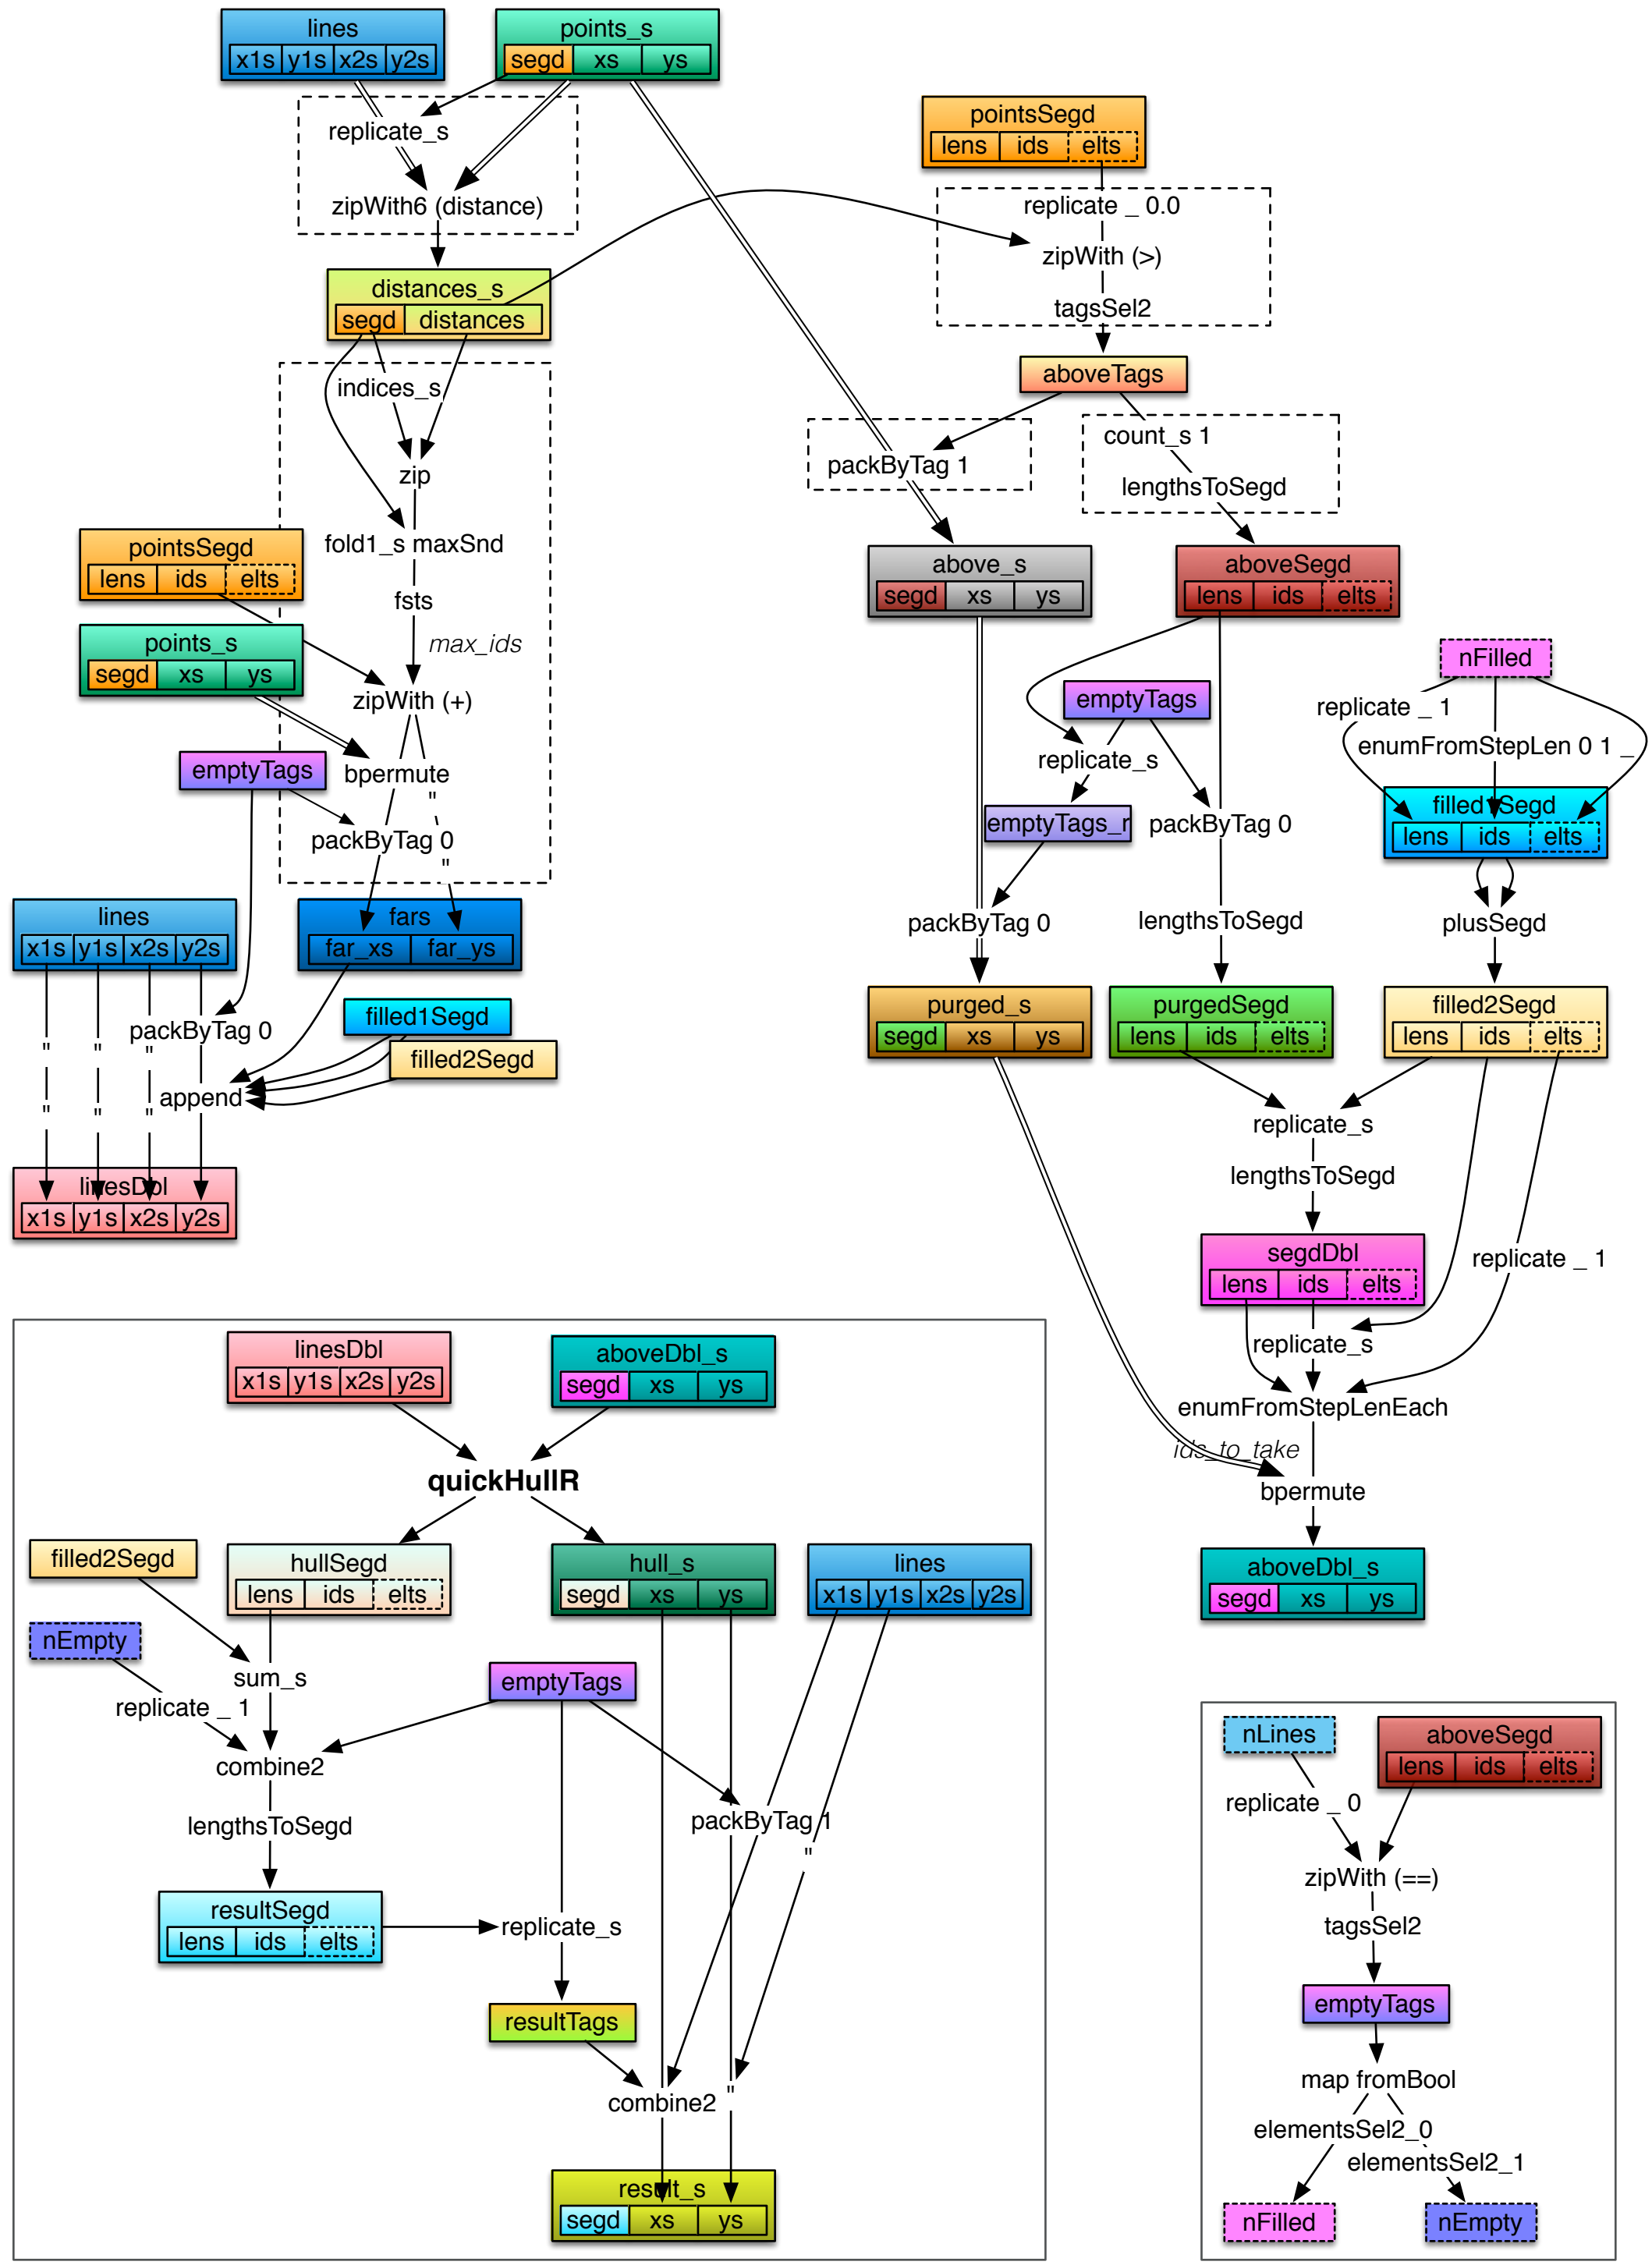 lines
x1s y1s x2s y2s
points_s
segd xs ys
replicate_s
zipWith6 (distance)
pointsSegd
lens ids elts
replicate _ 0.0
zipWith (>)
tagsSel2
distances_s
segd distances
aboveTags
indices_s
zip
fold1_s maxSnd
fsts
max_ids
zipWith (+)
bpermute
"
packByTag 0
"
packByTag 1
count_s 1
lengthsToSegd
pointsSegd
lens ids elts
points_s
segd xs ys
emptyTags
above_s
segd xs ys
aboveSegd
lens ids elts
nFilled
replicate _ 1
enumFromStepLen 0 1 _
emptyTags
replicate_s
emptyTags_r
packByTag 0
filled1Segd
lens ids elts
lines
x1s y1s x2s y2s
fars
far_xs far_ys
packByTag 0
lengthsToSegd
plusSegd
filled1Segd
filled2Segd
packByTag 0
" " "
append
" " "
linesDbl
x1s y1s x2s y2s
purged_s
segd xs ys
purgedSegd
lens ids elts
filled2Segd
lens ids elts
replicate_s
lengthsToSegd
segdDbl
lens ids elts
replicate _ 1
replicate_s
enumFromStepLenEach
ids_to_take
bpermute
aboveDbl_s
segd xs ys
linesDbl
x1s y1s x2s y2s
aboveDbl_s
segd xs ys
quickHullR
filled2Segd
hullSegd
lens ids elts
hull_s
segd xs ys
lines
x1s y1s x2s y2s
nEmpty
sum_s
replicate _ 1
emptyTags
combine2
packByTag 1
"
lengthsToSegd
resultSegd
lens ids elts
replicate_s
resultTags
combine2 "
result_s
segd xs ys
nLines
aboveSegd
lens ids elts
replicate _ 0
zipWith (==)
tagsSel2
emptyTags
map fromBool
elementsSel2_0
elementsSel2_1
nFilled
nEmpty